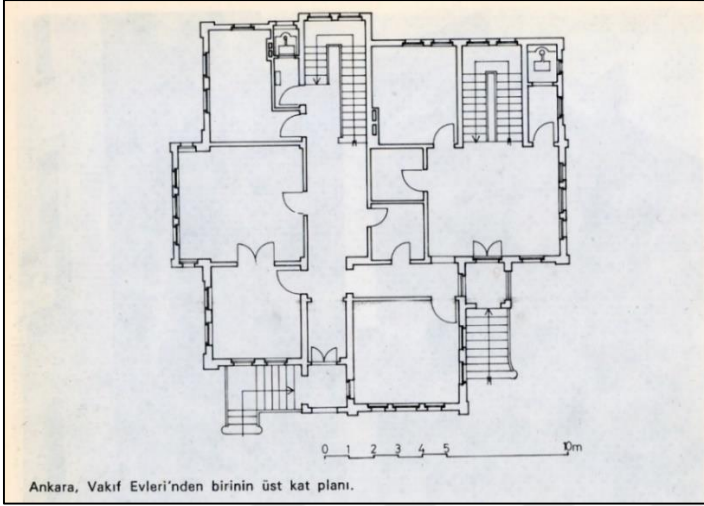 0 1 2 3 4 5 10m
Ankara, Vakıf Evleri'nden birinin üst kat planı.